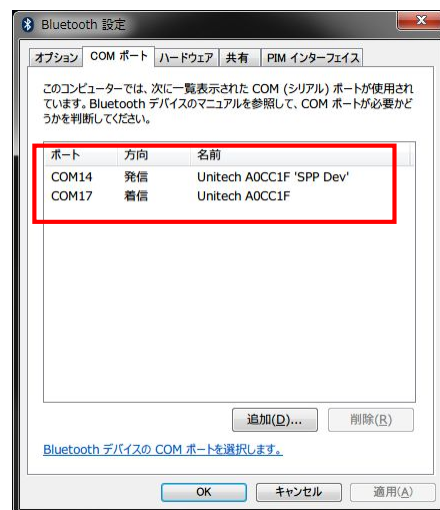 Bluetooth 設定
オプション COM ポート ハードウェア 共有 PIM インターフェイス
このコンピューターでは、次に一覧表示された COM (シリアル) ポートが使用され
ています。Bluetooth デバイスのマニュアルを参照して、COM ポートが必要かど
うかを判断してください。
ポート 方向 名前
COM14 発信 Unitech A0CC1F 'SPP Dev'
COM17 着信 Unitech A0CC1F
追加(D)... 削除(R)
Bluetooth デバイスの COM ポートを選択します。
OK キャンセル 適用(A)